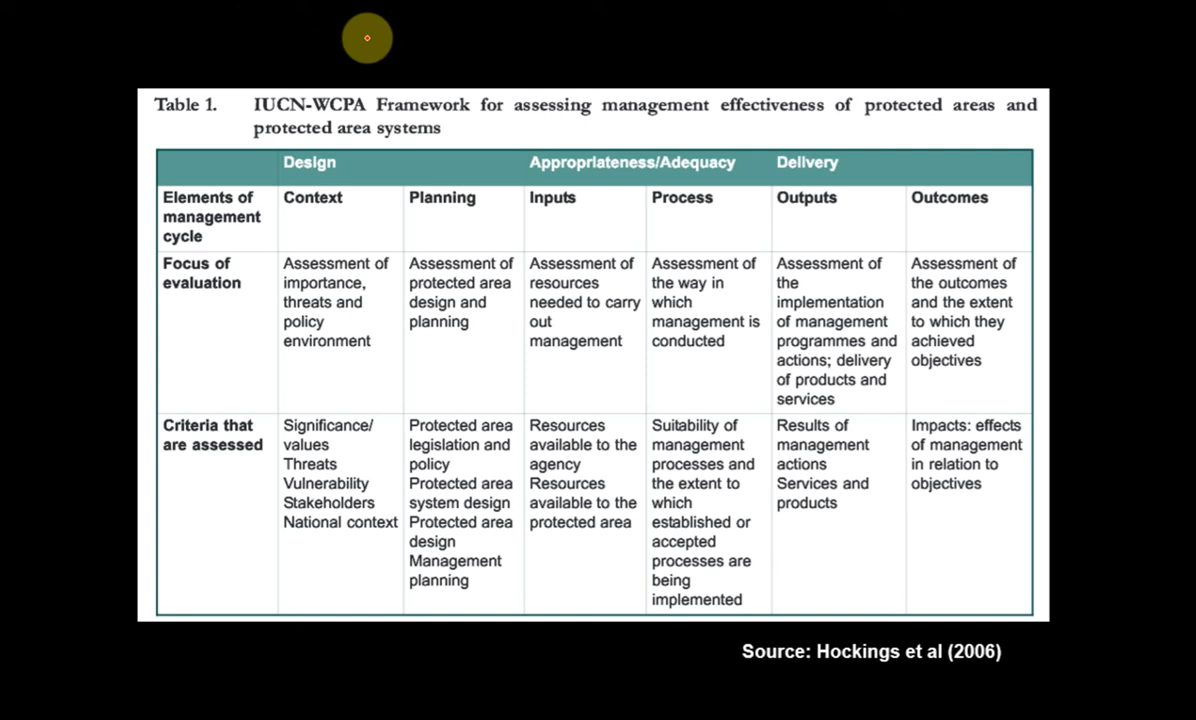 Table 1. IUCN-WCPA Framework for assessing management effectiveness of protected areas and
protected area systems
Design
Appropriateness/Adequacy
Delivery
Elements of
management
cycle
Context
Planning
Inputs
Process
Outputs
Outcomes
Focus of
evaluation
Assessment of
importance,
threats and
policy
environment
Assessment of
protected area
design and
planning
Assessment of
resources
needed to carry
out
management
Assessment of
the way in
which
management is
conducted
Assessment of
the
implementation
of management
programmes and
actions; delivery
of products and
services
Assessment of
the outcomes
and the extent
to which they
achieved
objectives
Criteria that
are assessed
Significance/
values
Threats
Vulnerability
Stakeholders
National context
Protected area
legislation and
policy
Protected area
system design
Protected area
design
Management
planning
Resources
available to the
agency
Resources
available to the
protected area
Suitability of
management
processes and
the extent to
which
established or
accepted
processes are
being
implemented
Results of
management
actions
Services and
products
Impacts: effects
of management
in relation to
objectives
Source: Hockings et al (2006)